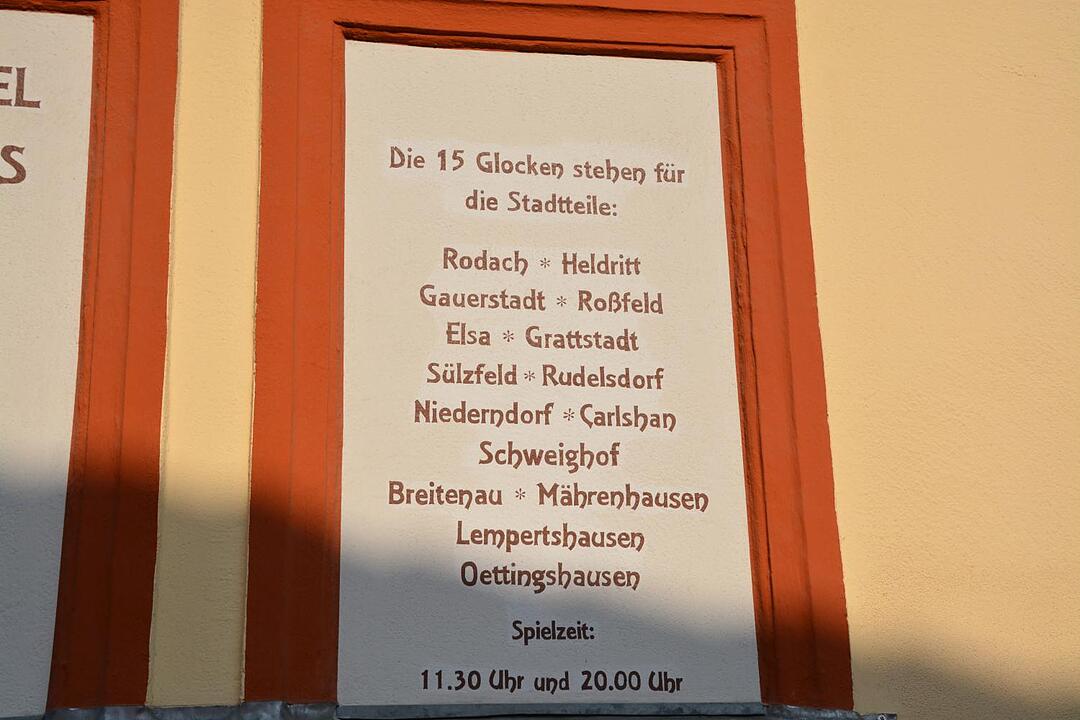 EL
S
Die 15 Glocken stehen für
die Stadtteile:
Rodach * Heldritt
Gauerstadt * Roßfeld
Elsa * Grattstadt
Sülzfeld * Rudelsdorf
Niederndorf * Carlshan
Schweighof
Breitenau * Mährenhausen
Lempertshausen
Oettingshausen
Spielzeit:
11.30 Uhr und 20.00 Uhr